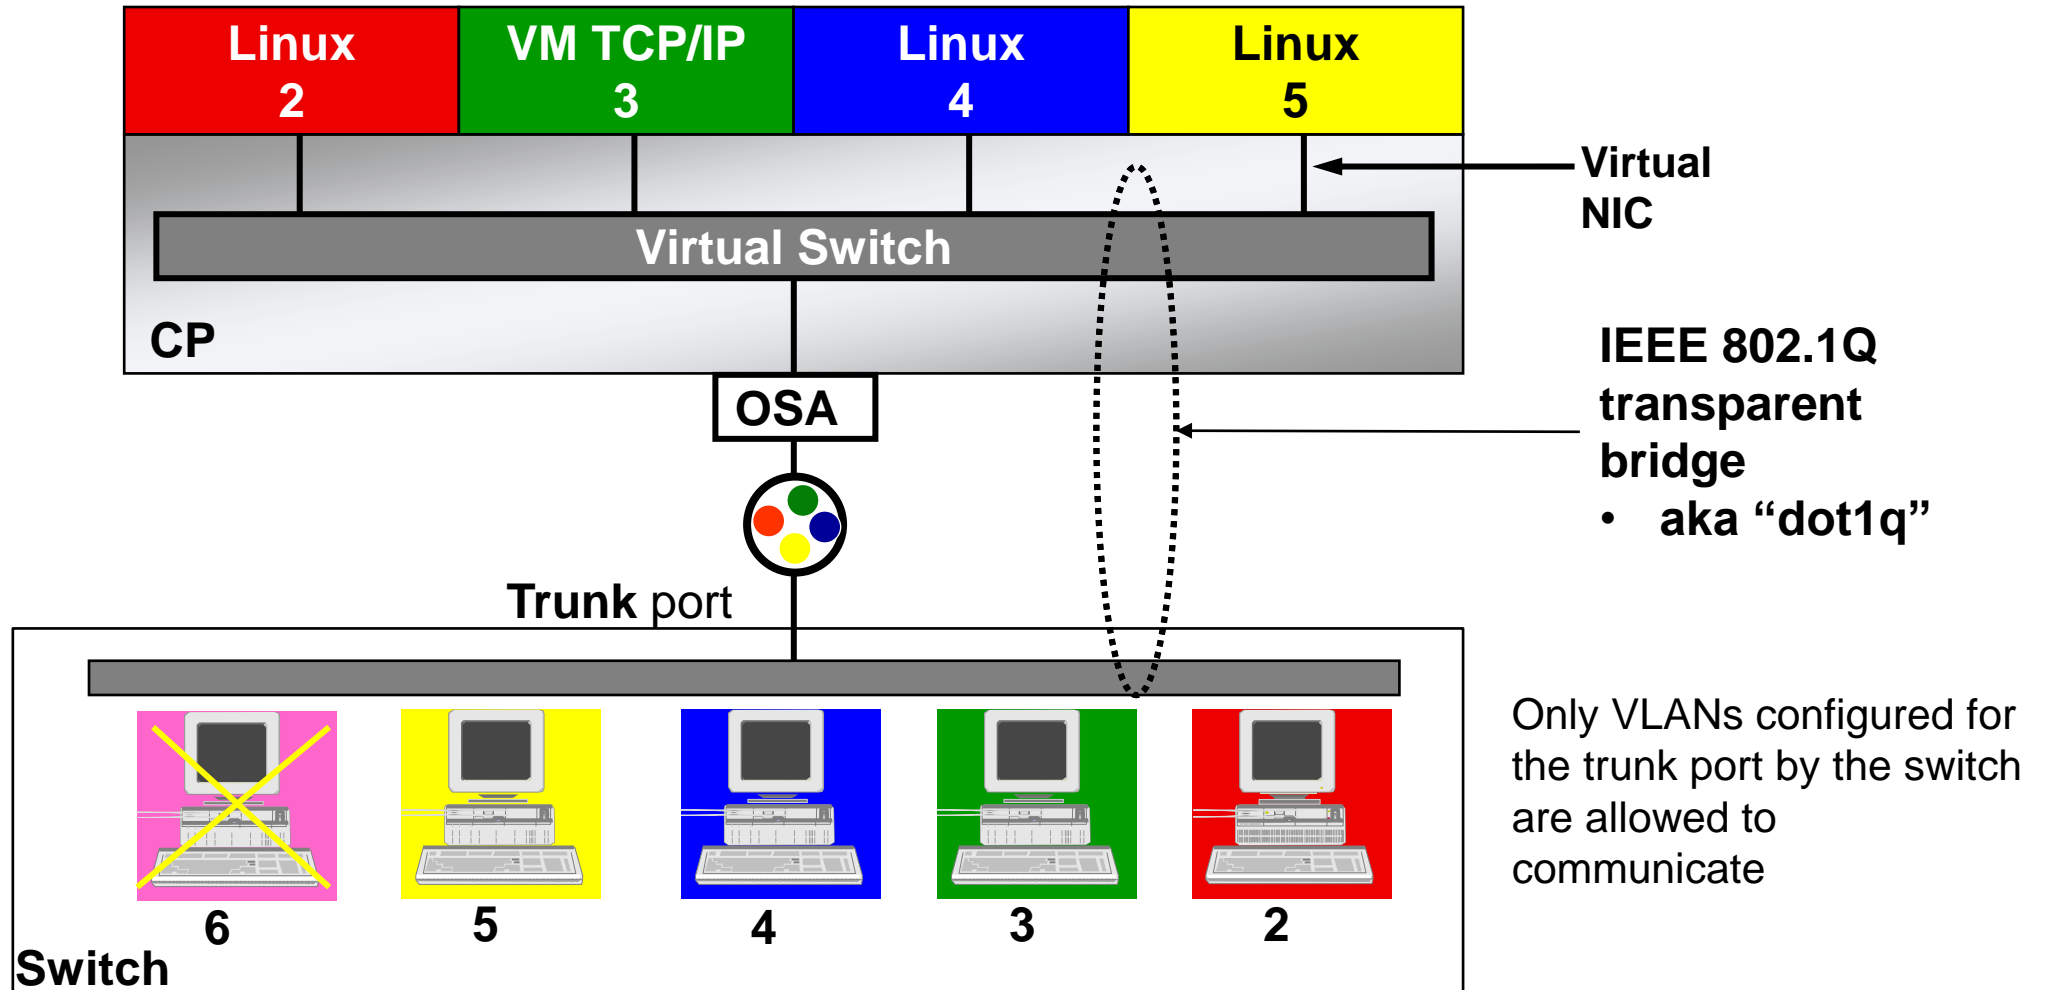 Linux
2
VM TCP/IP
3
Linux
4
Linux
5
Virtual
NIC
Virtual Switch
CP
IEEE 802.1Q
transparent
bridge
• aka “dot1q”
OSA
Trunk port
Only VLANs configured for
the trunk port by the switch
are allowed to
communicate
6
5
4
3
2
Switch